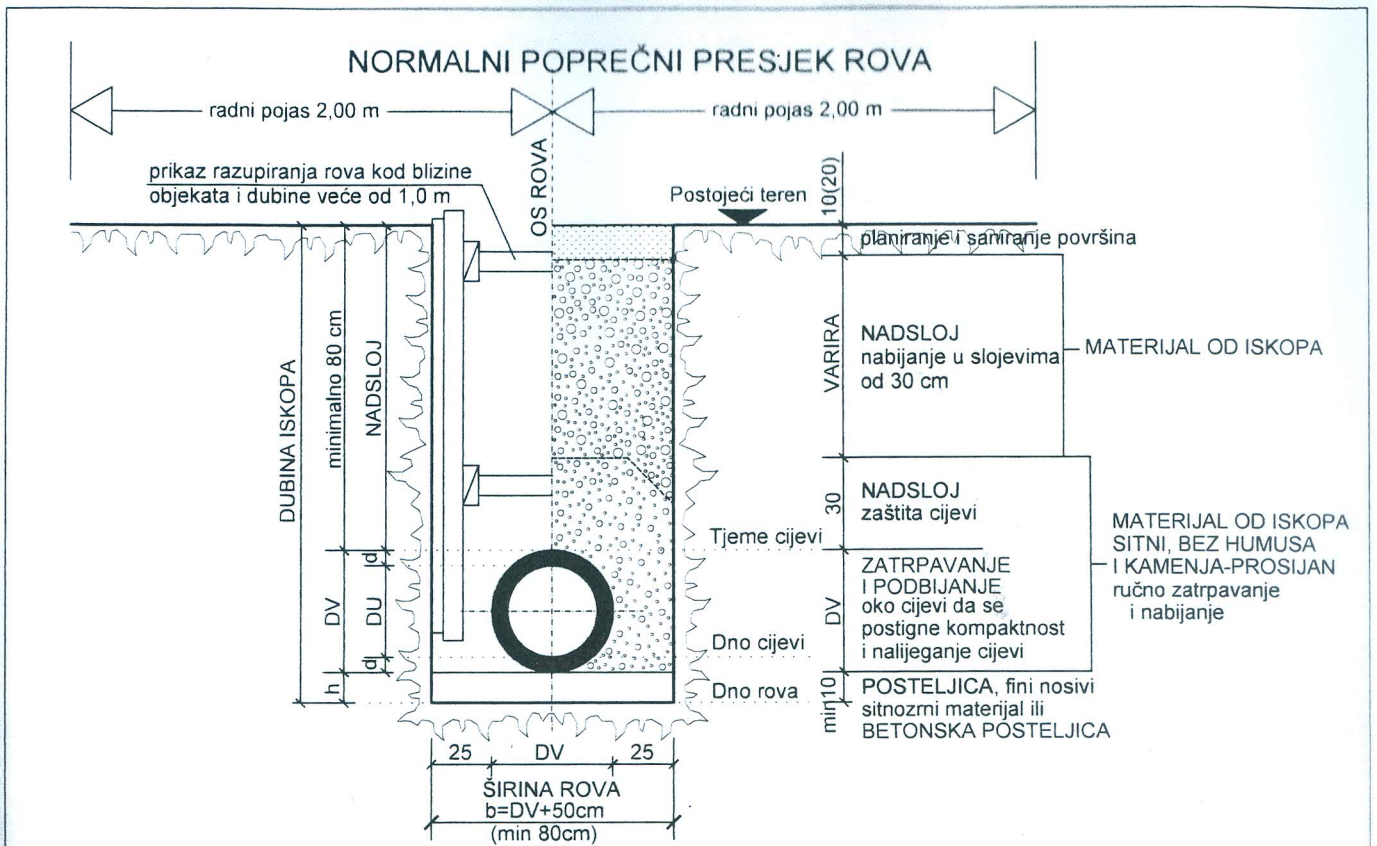 NORMALNI POPREČNI PRESJEK ROVA
radni pojas 2,00 m
radni pojas 2,00 m
OS ROVA
prikaz razupiranja rova kod blizine
objekata i dubine veće od 1,0 m
Postojeći teren
10(20)
planiranje i saniranje površina
DUBINA ISKOPA
minimalno 80 cm
NADSLOJ
VARIRA
NADSLOJ
nabijanje u slojevima
od 30 cm
MATERIJAL OD ISKOPA
30
NADSLOJ
zaštita cijevi
Tjeme cijevi
MATERIJAL OD ISKOPA
SITNI, BEZ HUMUSA
I KAMENJA-PROSIJAN
ručno zatrpavanje
i nabijanje
d
DV
DU
d
h
DV
ZATRPAVANJE
I PODBIJANJE
oko cijevi da se
postigne kompaktnost
i nalijeganje cijevi
Dno cijevi
Dno rova
min10
POSTELJICA, fini nosivi
sitnozrni materijal ili
BETONSKA POSTELJICA
25
DV
25
ŠIRINA ROVA
b=DV+50cm
(min 80cm)